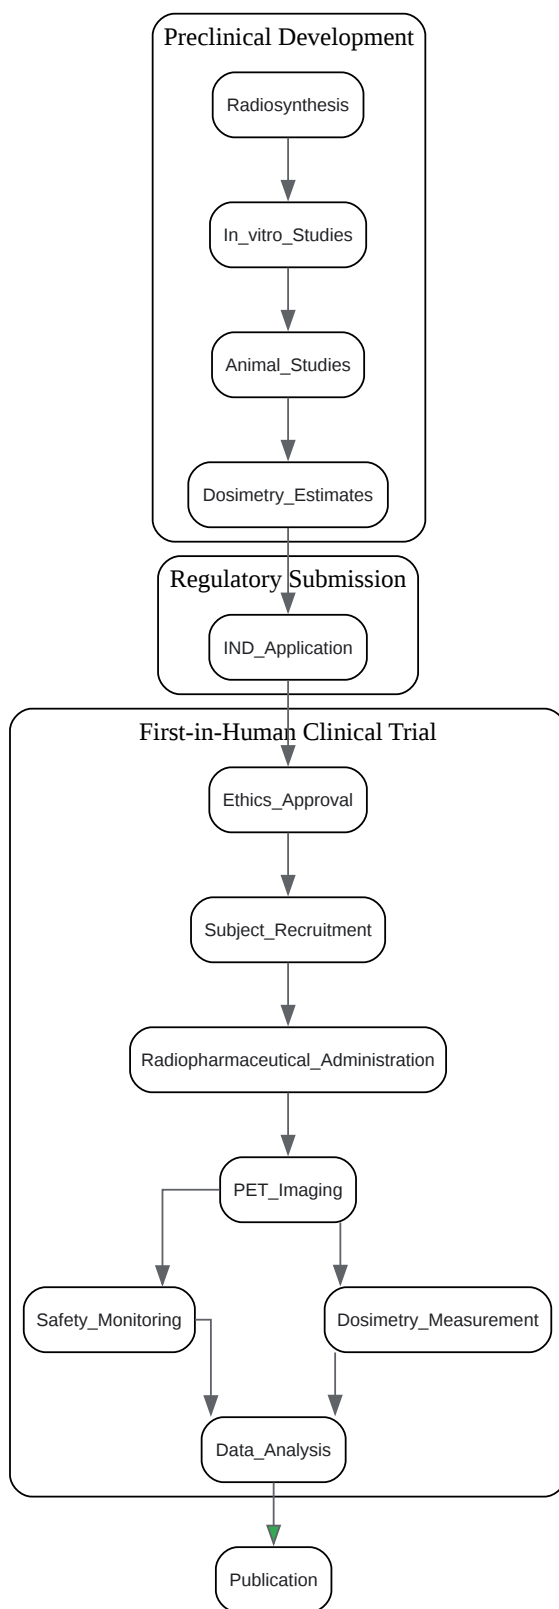 Preclinical Development
Radiosynthesis
In_vitro_Studies
Animal_Studies
Dosimetry_Estimates
Regulatory Submission
IND_Application
First-in-Human Clinical Trial
Ethics_Approval
Subject_Recruitment
Radiopharmaceutical_Administration
PET_Imaging
Safety_Monitoring
Dosimetry_Measurement
Data_Analysis
Publication